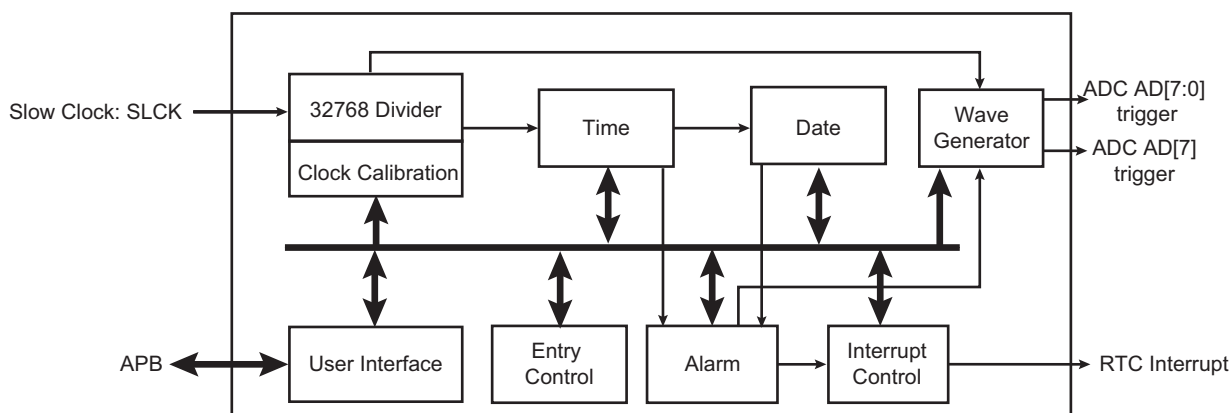 Slow Clock: SLCK
32768 Divider
Clock Calibration
Time
Date
Wave
Generator
ADC AD[7:0]
trigger
ADC AD[7]
trigger
APB
User Interface
Entry
Control
Alarm
Interrupt
Control
RTC Interrupt